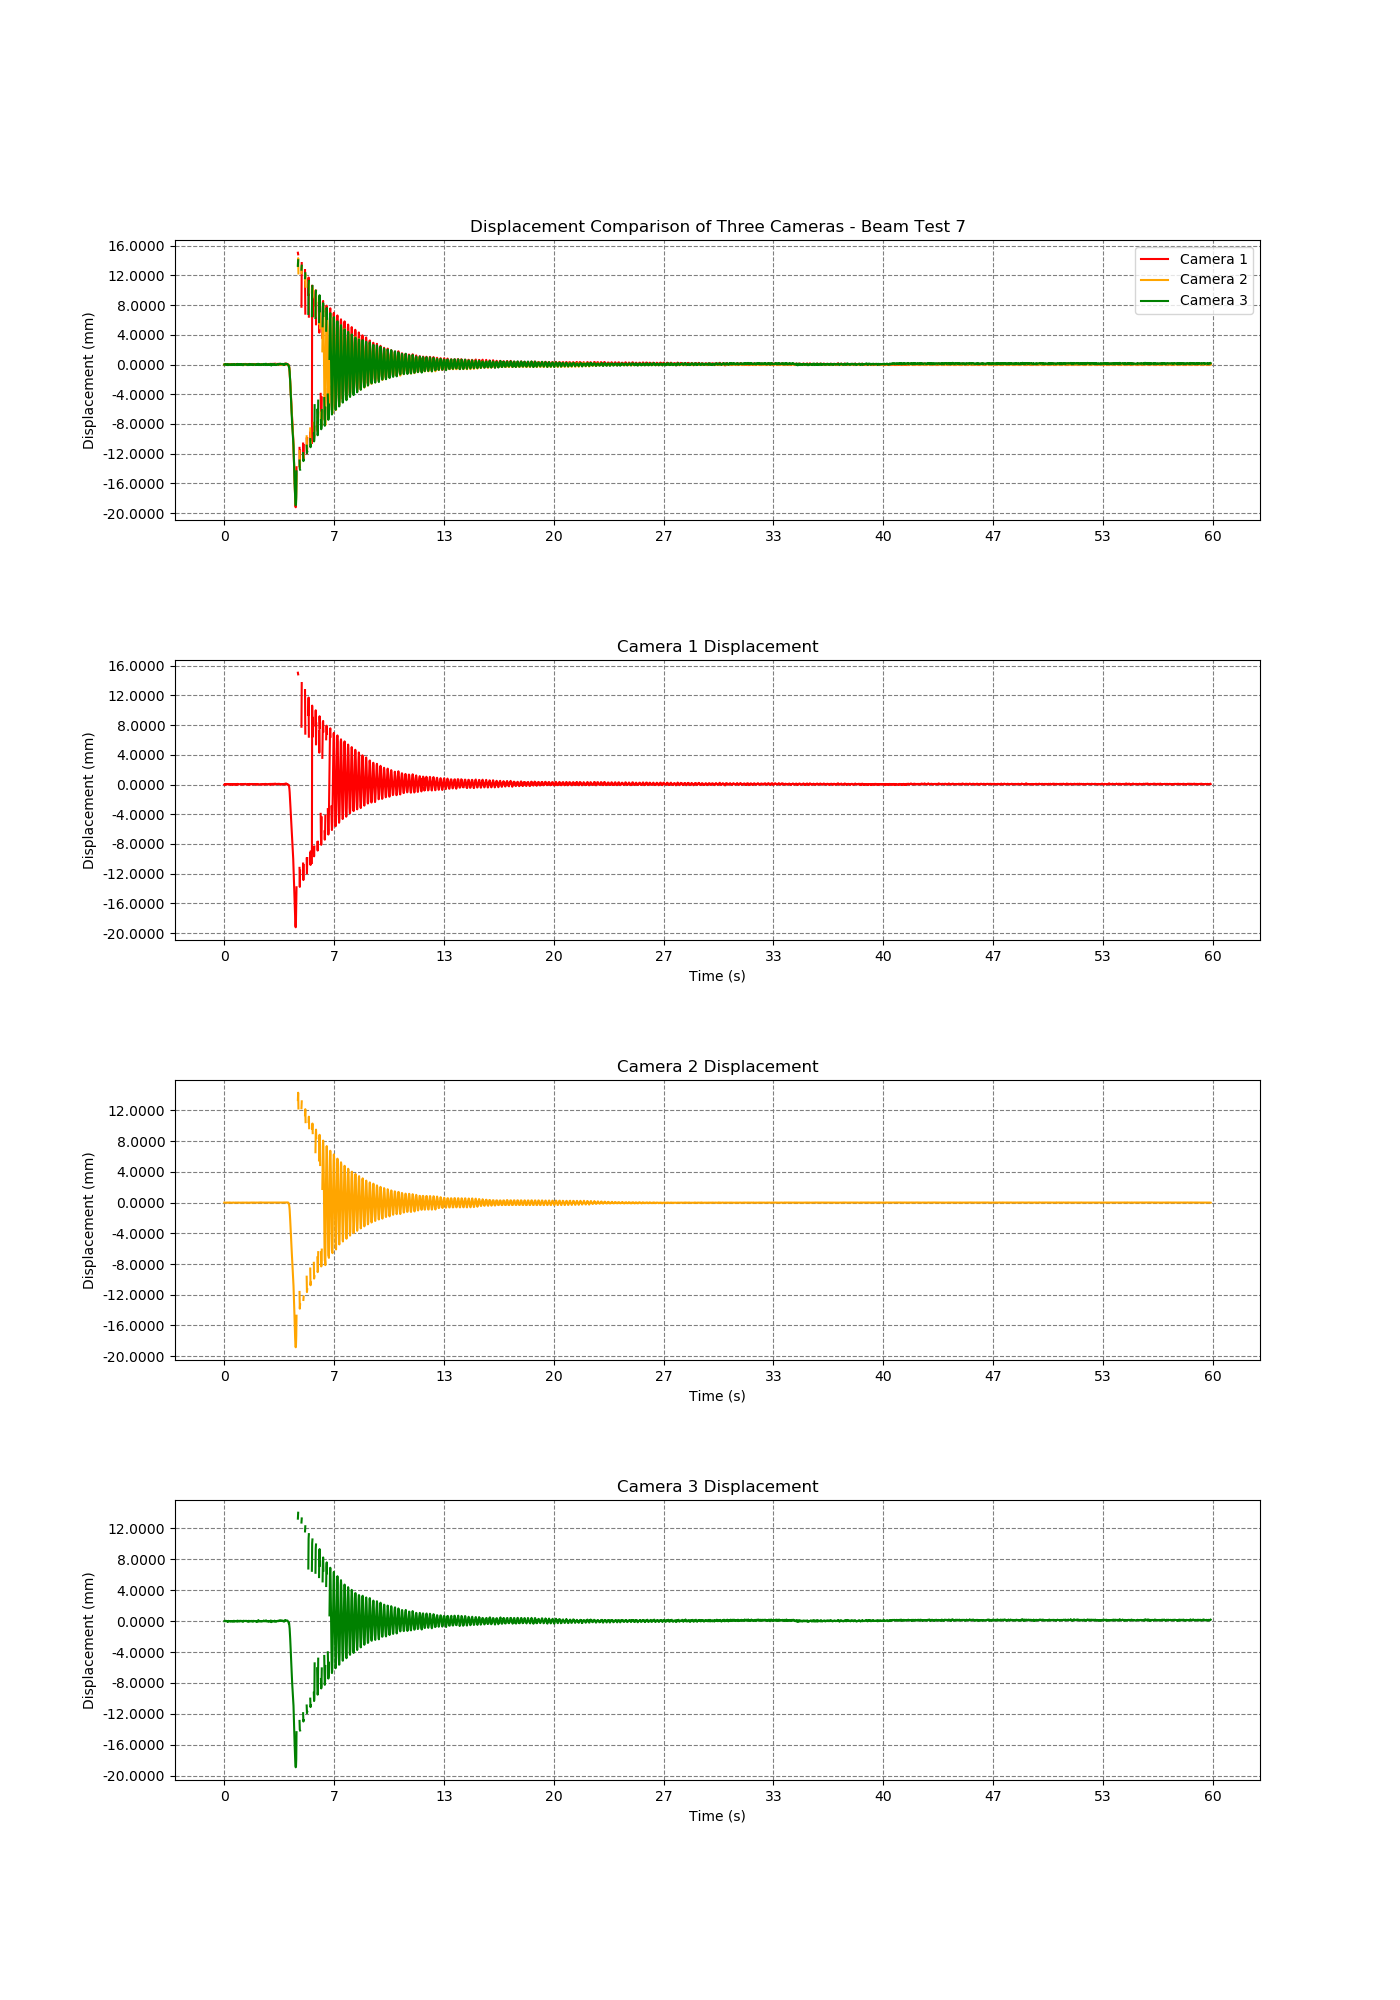 Displacement Comparison of Three Cameras - Beam Test 7
Displacement (mm)
16.0000
12.0000
8.0000
4.0000
0.0000
-4.0000
-8.0000
-12.0000
-16.0000
-20.0000
Camera 1
Camera 2
Camera 3
0 7 13 20 27 33 40 47 53 60
Camera 1 Displacement
Displacement (mm)
16.0000
12.0000
8.0000
4.0000
0.0000
-4.0000
-8.0000
-12.0000
-16.0000
-20.0000
0 7 13 20 27 33 40 47 53 60
Time (s)
Camera 2 Displacement
Displacement (mm)
12.0000
8.0000
4.0000
0.0000
-4.0000
-8.0000
-12.0000
-16.0000
-20.0000
0 7 13 20 27 33 40 47 53 60
Time (s)
Camera 3 Displacement
Displacement (mm)
12.0000
8.0000
4.0000
0.0000
-4.0000
-8.0000
-12.0000
-16.0000
-20.0000
0 7 13 20 27 33 40 47 53 60
Time (s)